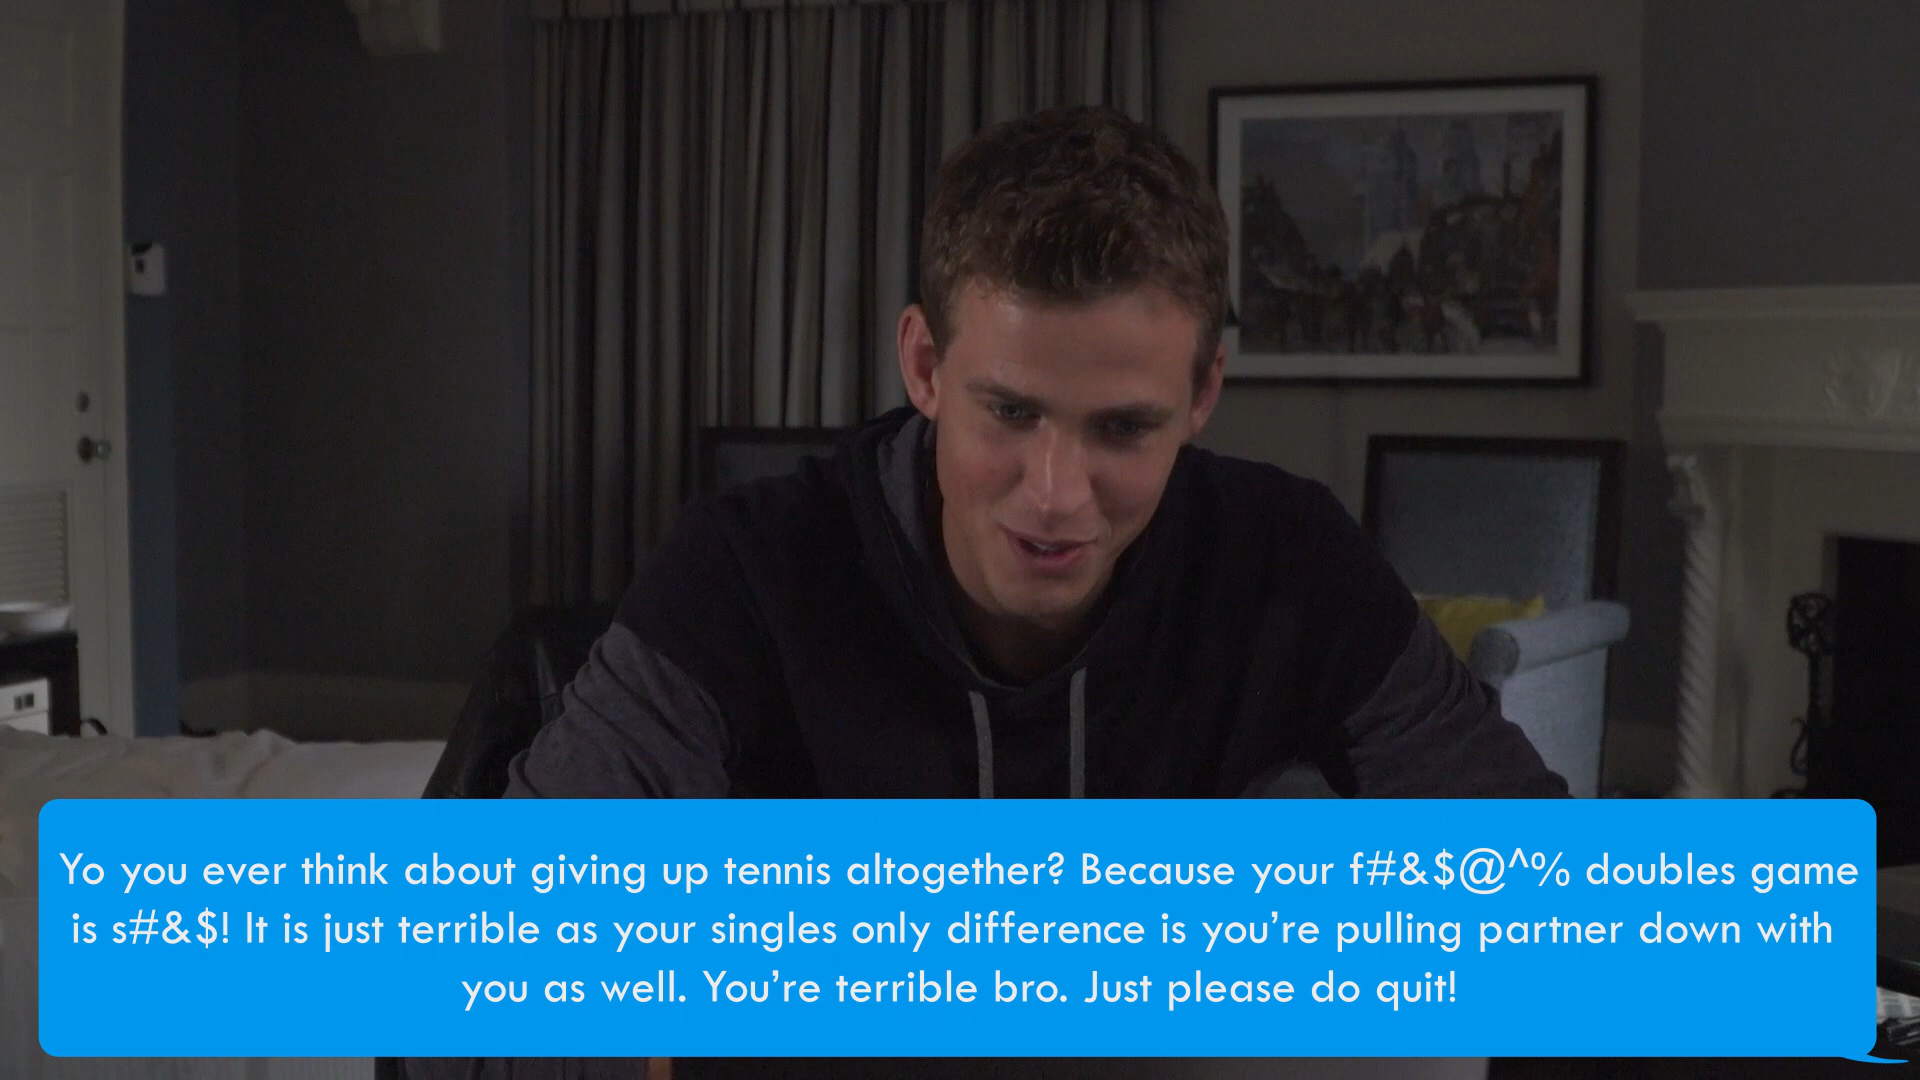 Yo you ever think about giving up tennis altogether? Because your f#&$@^% doubles game
is s#&$! It is just terrible as your singles only difference is you’re pulling partner down with
you as well. You’re terrible bro. Just please do quit!